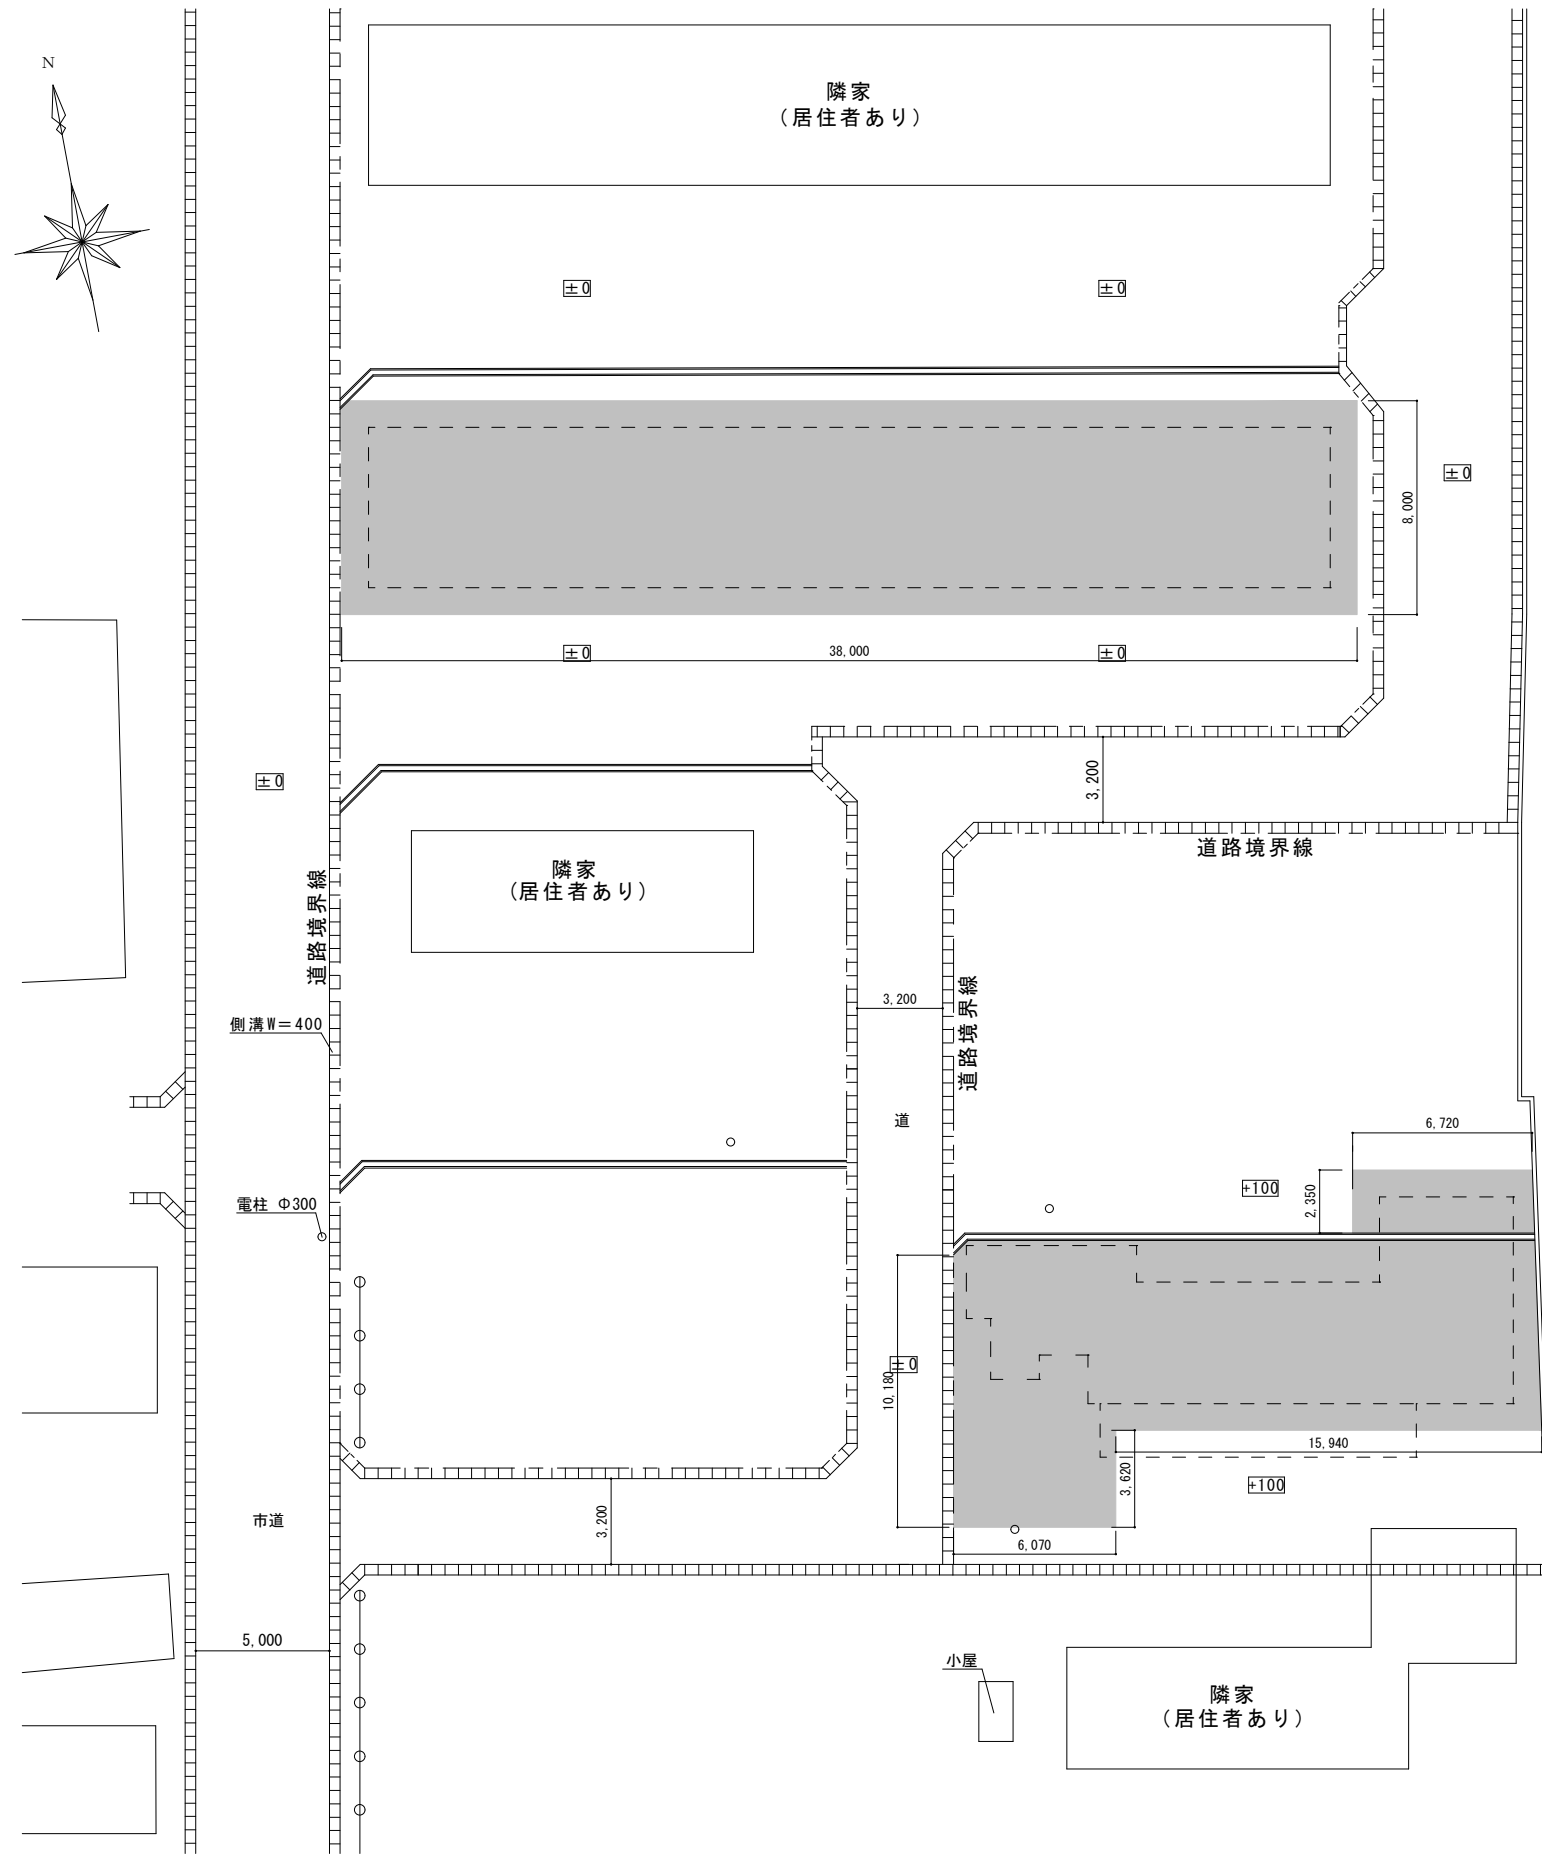 N
隣家
(居住者あり)
±0
±0
±0
8,000
±0
38,000
±0
±0
3,200
道路境界線
隣家
(居住者あり)
道路境界線
3,200
道路境界線
側溝W=400
道
6,720
+100
2,350
電柱 Φ300
±0
10,180
15,940
3,620
+100
市道
3,200
6,070
5,000
小屋
隣家
(居住者あり)